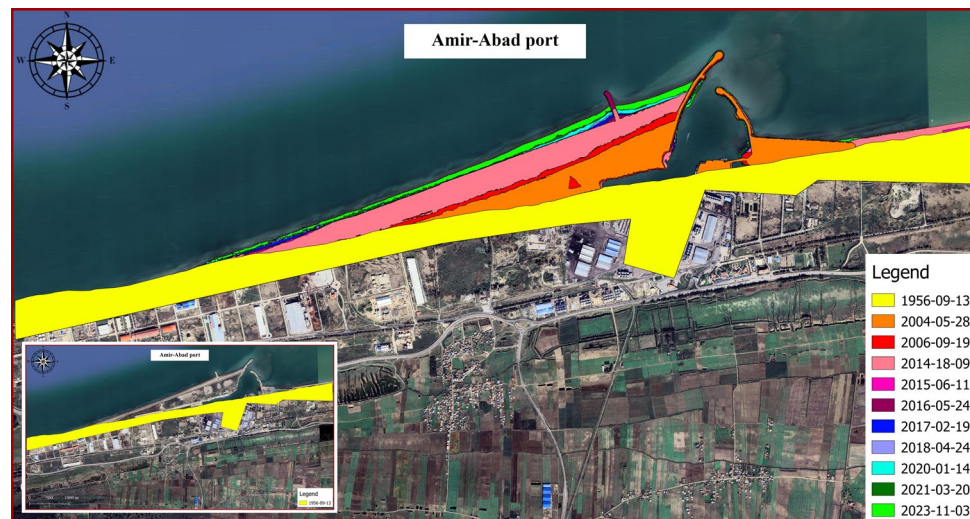 N
W E
S
Amir-Abad port
Legend
1956-09-13
2004-05-28
2006-09-19
2014-18-09
2015-06-11
2016-05-24
2017-02-19
2018-04-24
2020-01-14
2021-03-20
2023-11-03
Amir-Abad port
Legend
1956-09-13